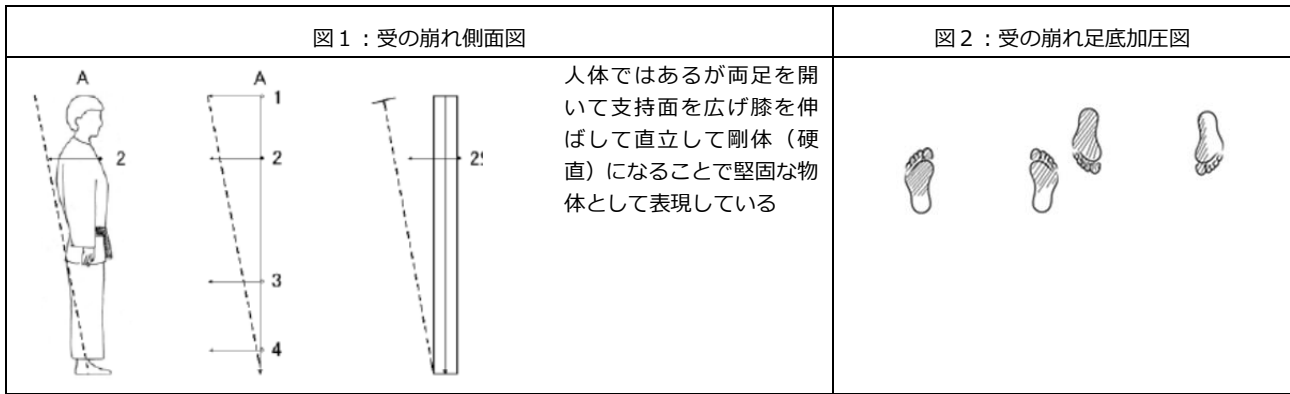 図1：受の崩れ側面図
図2：受の崩れ足底加圧図
A
2
A
1
2
3
4
2
人体ではあるが両足を開
いて支持面を広げ膝を伸
ばして直立して剛体（硬
直）になることで堅固な物
体として表現している